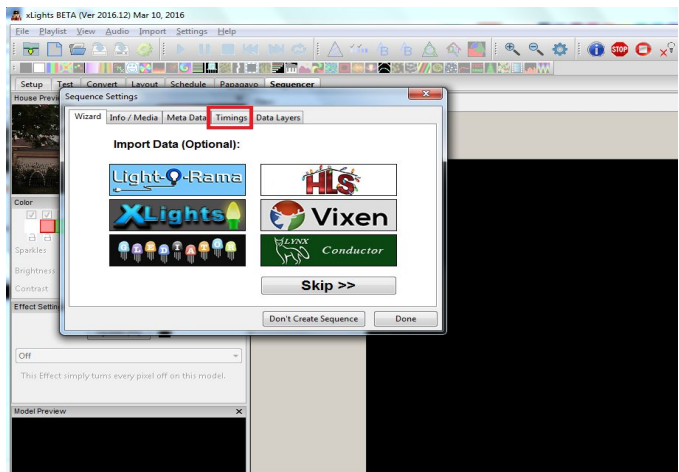 xLights BETA (Ver 2016.12) Mar 10, 2016
File Playlist View Audio Import Settings Help
Setup Test Convert Layout Schedule Papagayo Sequencer
House Previ
Sequence Settings
Wizard Info / Media Meta Data Timings Data Layers
Import Data (Optional):
Light-O-Rama
HLS
XLights
Vixen
GLEDIATOR
LYNX
Conductor
Skip >>
Don't Create Sequence Done
Color
Sparkles
Brightness
Contrast
Effect Settin
Off
This Effect simply turns every pixel off on this model.
Model Preview